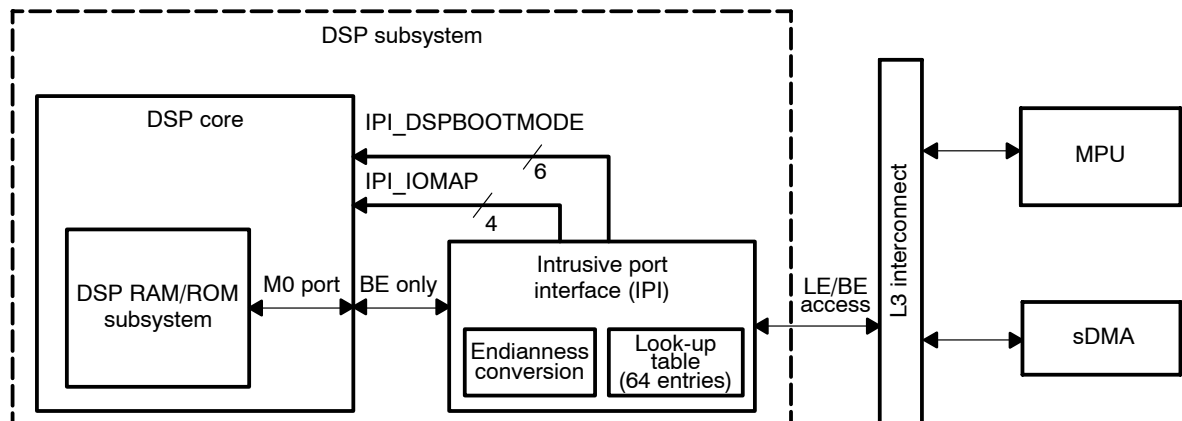 DSP subsystem
DSP core
IPI_DSPBOOTMODE
6
IPI_IOMAP
4
DSP RAM/ROM
subsystem
M0 port
BE only
Intrusive port
interface (IPI)
Endianness
conversion
Look-up
table
(64 entries)
LE/BE
access
L3 interconnect
MPU
sDMA